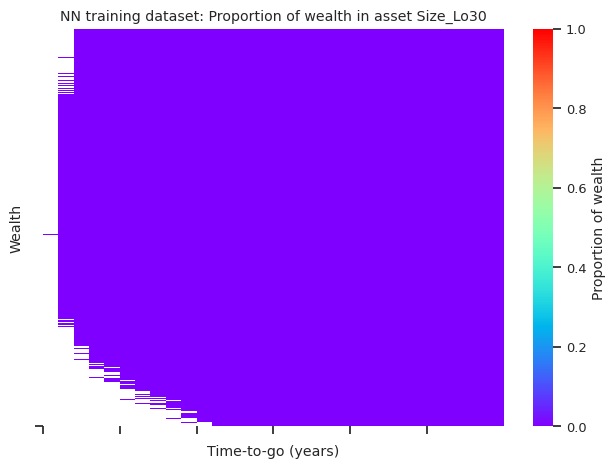 NN training dataset: Proportion of wealth in asset Size_Lo30
Wealth
Time-to-go (years)
1.0
0.8
0.6
0.4
0.2
0.0
Proportion of wealth